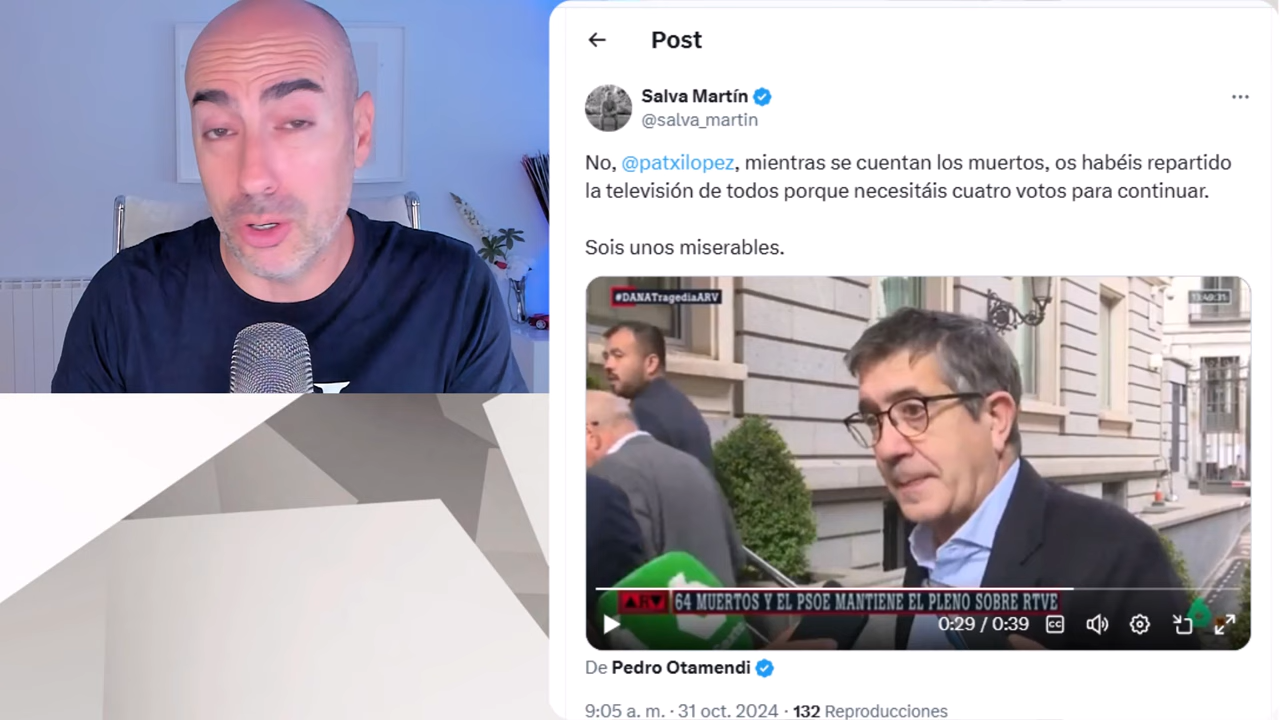 Post
Salva Martín
@salva_martin
No, @patxilopez, mientras se cuentan los muertos, os habéis repartido
la televisión de todos porque necesitáis cuatro votos para continuar.
Sois unos miserables.
#DANATragediaARV
64 MUERTOS Y EL PSOE MANTIENE EL PLENO SOBRE RTVE
0:29 / 0:39
CC
De Pedro Otamendi
9:05 a. m. · 31 oct. 2024 · 132 Reproducciones